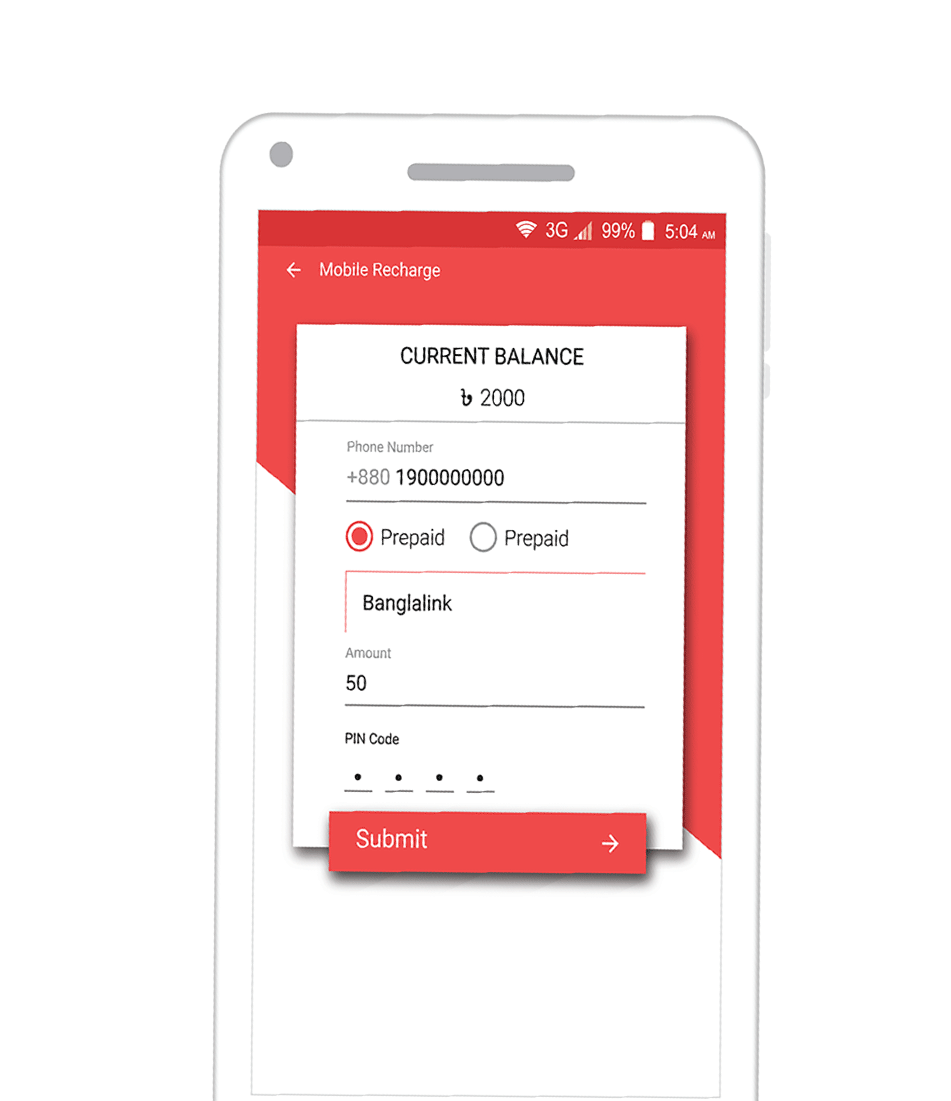 3G 99% 5:04 AM
Mobile Recharge
CURRENT BALANCE
৳ 2000
Phone Number
+880 1900000000
Prepaid Prepaid
Banglalink
Amount
50
PIN Code
Submit